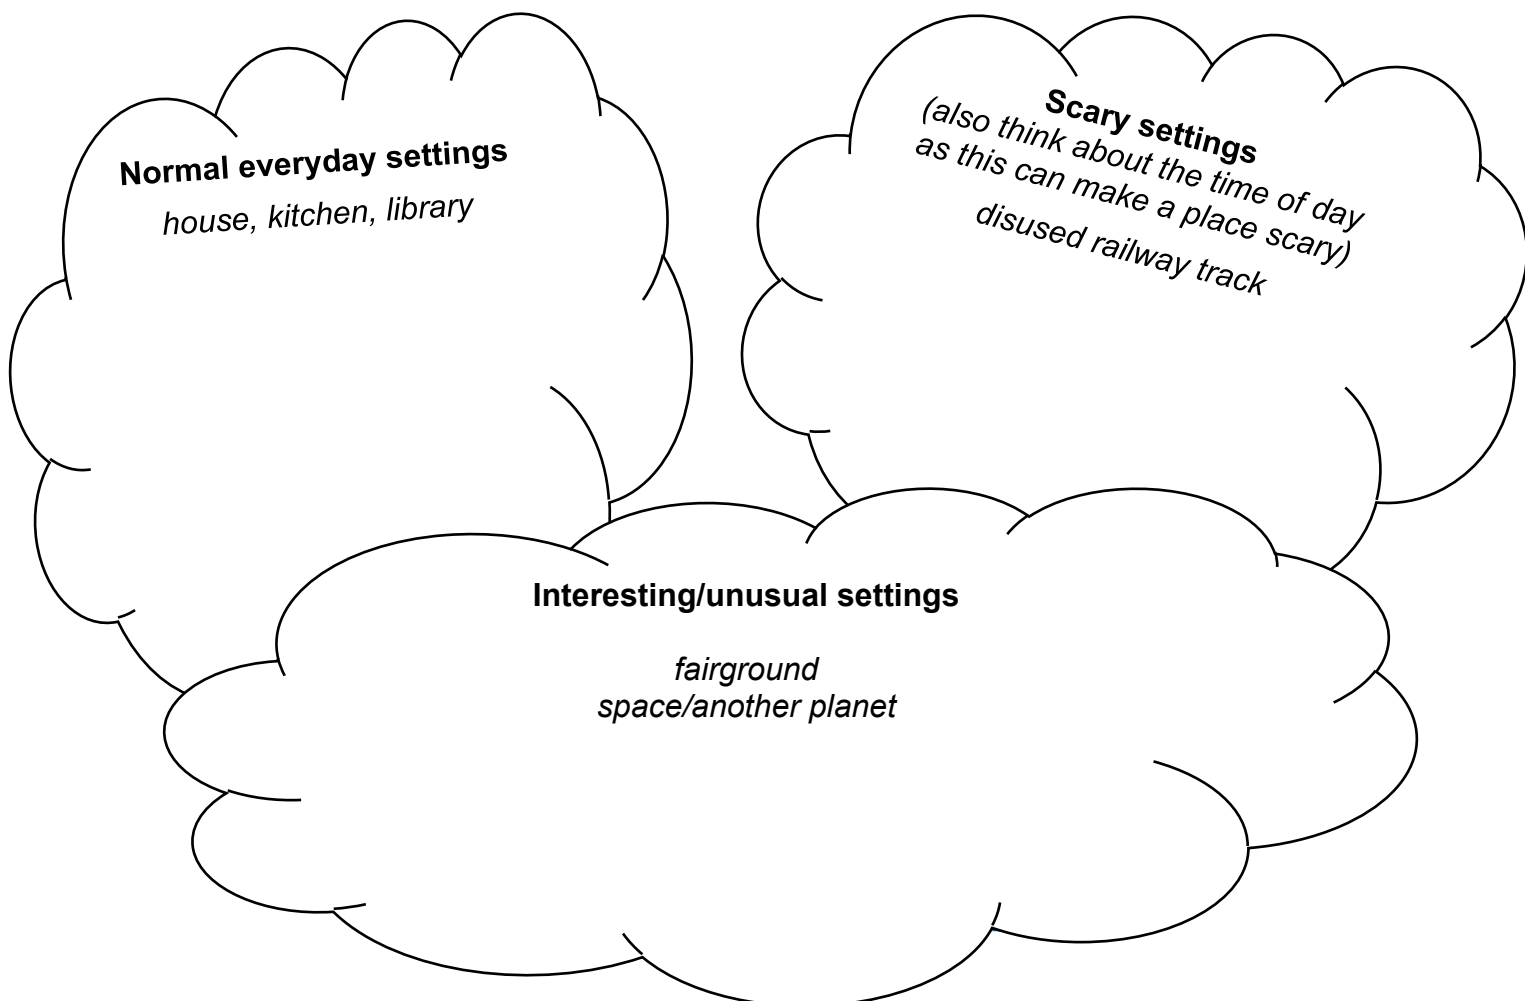 Normal everyday settings
house, kitchen, library
Scary settings
(also think about the time of day
as this can make a place scary)
disused railway track
Interesting/unusual settings
fairground
space/another planet